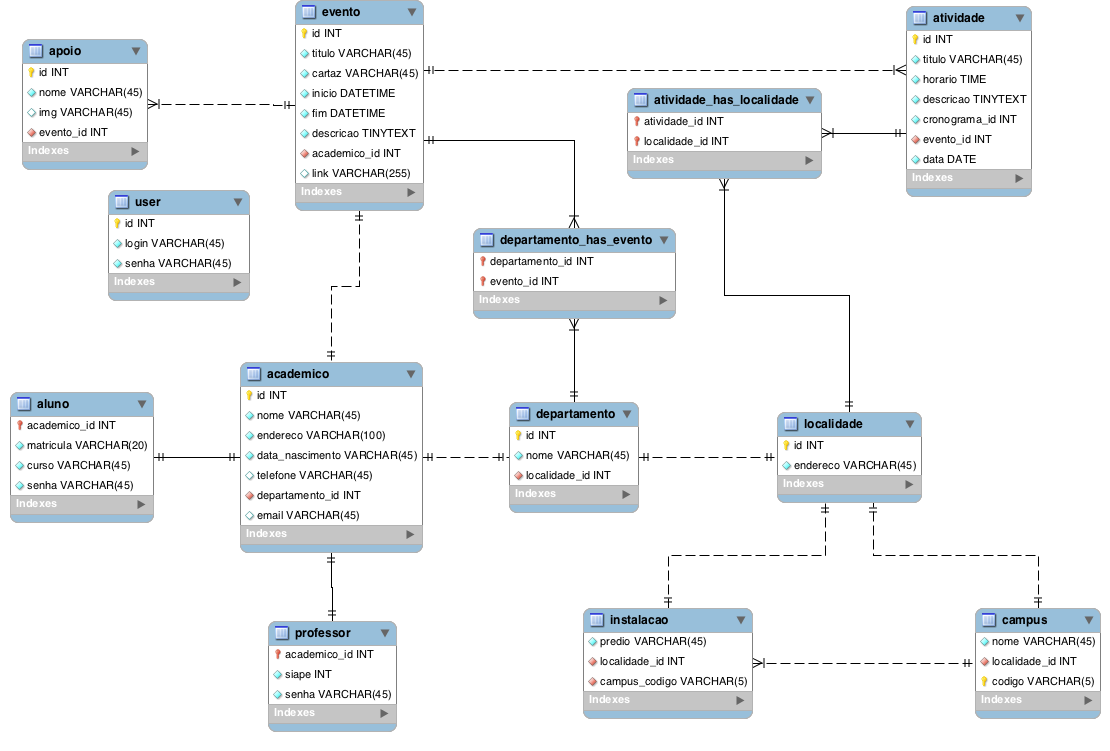 evento
id INT
titulo VARCHAR(45)
cartaz VARCHAR(45)
inicio DATETIME
fim DATETIME
descricao TINYTEXT
academico_id INT
link VARCHAR(255)
Indexes
atividade
id INT
titulo VARCHAR(45)
horario TIME
descricao TINYTEXT
cronograma_id INT
evento_id INT
data DATE
Indexes
apoio
id INT
nome VARCHAR(45)
img VARCHAR(45)
evento_id INT
Indexes
atividade_has_localidade
atividade_id INT
localidade_id INT
Indexes
user
id INT
login VARCHAR(45)
senha VARCHAR(45)
Indexes
departamento_has_evento
departamento_id INT
evento_id INT
Indexes
academico
id INT
nome VARCHAR(45)
endereco VARCHAR(100)
data_nascimento VARCHAR(45)
telefone VARCHAR(45)
departamento_id INT
email VARCHAR(45)
Indexes
aluno
academico_id INT
matricula VARCHAR(20)
curso VARCHAR(45)
senha VARCHAR(45)
Indexes
departamento
id INT
nome VARCHAR(45)
localidade_id INT
Indexes
localidade
id INT
endereco VARCHAR(45)
Indexes
professor
academico_id INT
siape INT
senha VARCHAR(45)
Indexes
instalacao
predio VARCHAR(45)
localidade_id INT
campus_codigo VARCHAR(5)
Indexes
campus
nome VARCHAR(45)
localidade_id INT
codigo VARCHAR(5)
Indexes